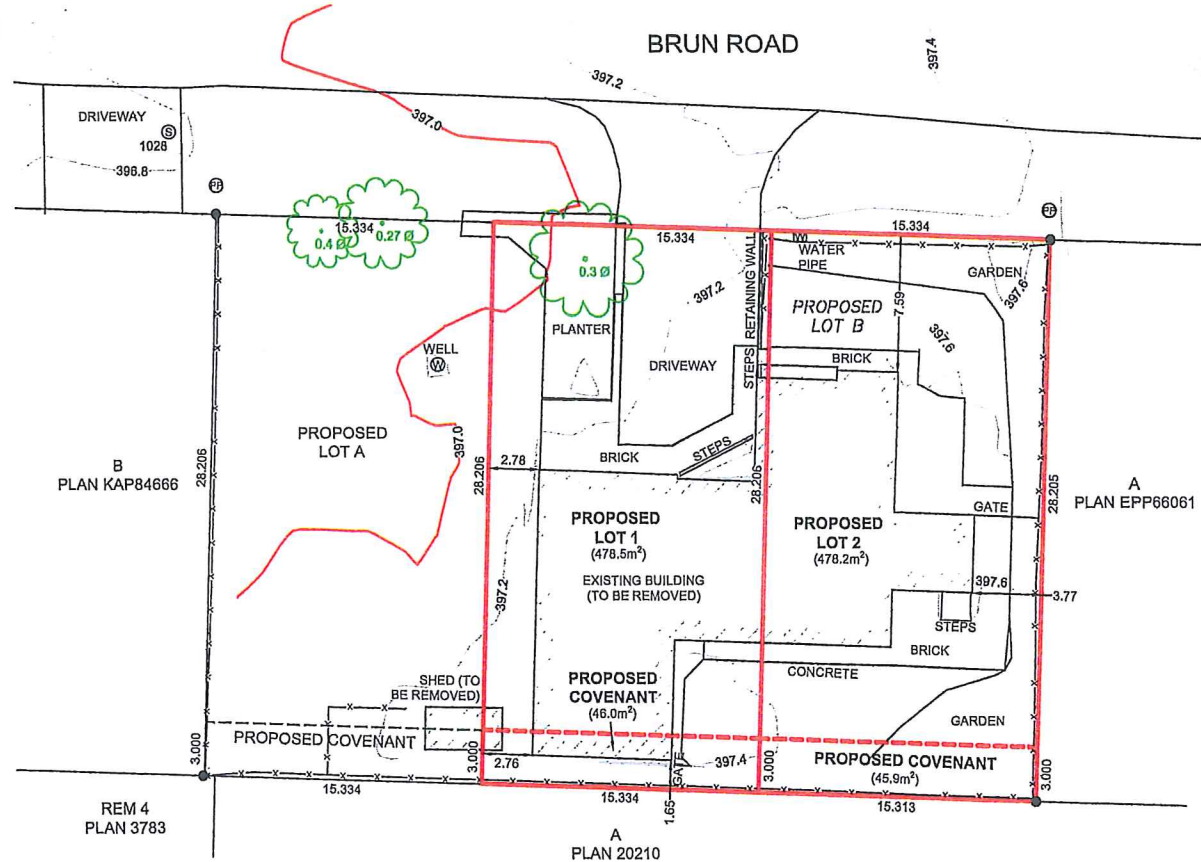 BRUN ROAD
397.4
397.2
397.0
DRIVEWAY
S
1028
396.8
PP
PP
15.334
0.4 Ø
0.27 Ø
0.3 Ø
15.334
15.334
W
WATER
PIPE
GARDEN
397.6
397.2
STEPS RETAINING WALL
PROPOSED
LOT B
7.59
397.6
PLANTER
WELL
W
DRIVEWAY
BRICK
PROPOSED
LOT A
397.0
BRICK
STEPS
2.78
B
PLAN KAP84666
28.206
28.206
28.206
28.205
A
PLAN EPP66061
GATE
PROPOSED
LOT 1
(478.5m²)
PROPOSED
LOT 2
(478.2m²)
EXISTING BUILDING
(TO BE REMOVED)
397.2
397.6
3.77
STEPS
BRICK
CONCRETE
SHED (TO
BE REMOVED)
PROPOSED
COVENANT
(46.0m²)
GARDEN
PROPOSED COVENANT
3.000
3.000
2.76
GATE
397.4
3.000
PROPOSED COVENANT
(45.9m²)
3.000
15.334
15.334
1.65
15.313
REM 4
PLAN 3783
A
PLAN 20210